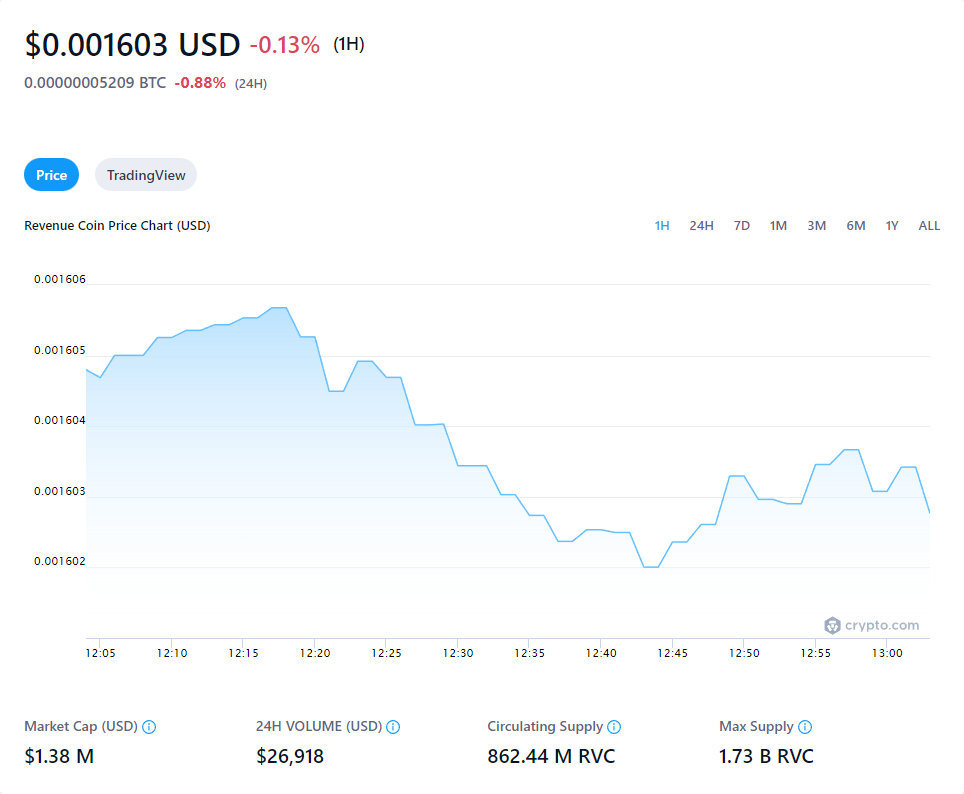 $0.001603 USD -0.13% (1H)
0.00000005209 BTC -0.88% (24H)
Price TradingView
Revenue Coin Price Chart (USD) 1H 24H 7D 1M 3M 6M 1Y ALL
0.001606
0.001605
0.001604
0.001603
0.001602
crypto.com
12:05 12:10 12:15 12:20 12:25 12:30 12:35 12:40 12:45 12:50 12:55 13:00
Market Cap (USD) 24H VOLUME (USD) Circulating Supply Max Supply
$1.38 M $26,918 862.44 M RVC 1.73 B RVC